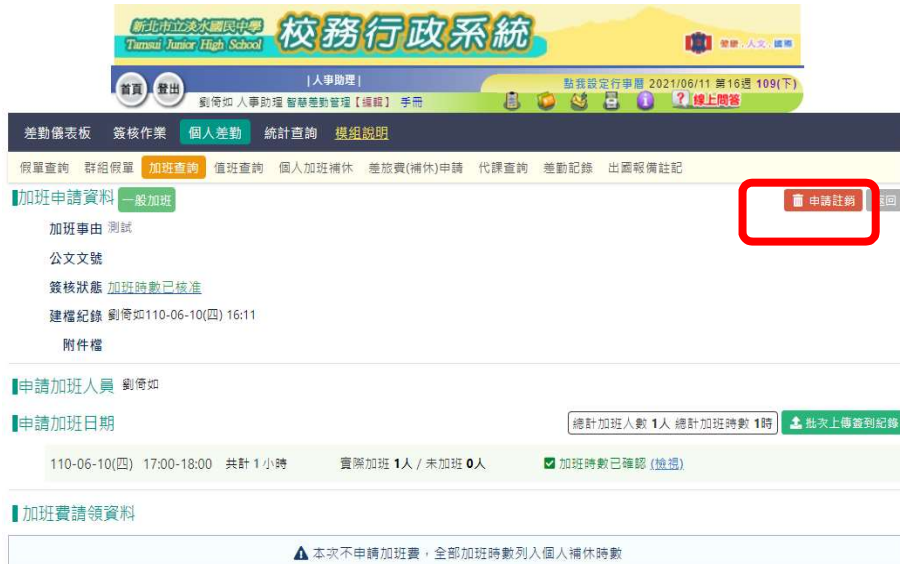 新北市立淡水國民中學
Tamsui Junior High School
校務行政系統
健康.人文.國際
首頁 登出
|人事助理|
劉倚如 人事助理 智慧差勤管理【編輯】 手冊
點我設定行事曆 2021/06/11 第16週 109(下)
線上問答
差勤儀表板 簽核作業 個人差勤 統計查詢 模組說明
假單查詢 群組假單 加班查詢 值班查詢 個人加班補休 差旅費(補休)申請 代課查詢 差勤記錄 出國報備註記
加班申請資料 一般加班
申請註銷 返回
加班事由 測試
公文文號
簽核狀態 加班時數已核准
建檔紀錄 劉倚如110-06-10(四) 16:11
附件檔
申請加班人員 劉倚如
申請加班日期
總計加班人數 1人 總計加班時數 1時
批次上傳簽到紀錄
110-06-10(四) 17:00-18:00 共計 1 小時 實際加班 1人 / 未加班 0人 加班時數已確認 (檢視)
加班費請領資料
本次不申請加班費，全部加班時數列入個人補休時數